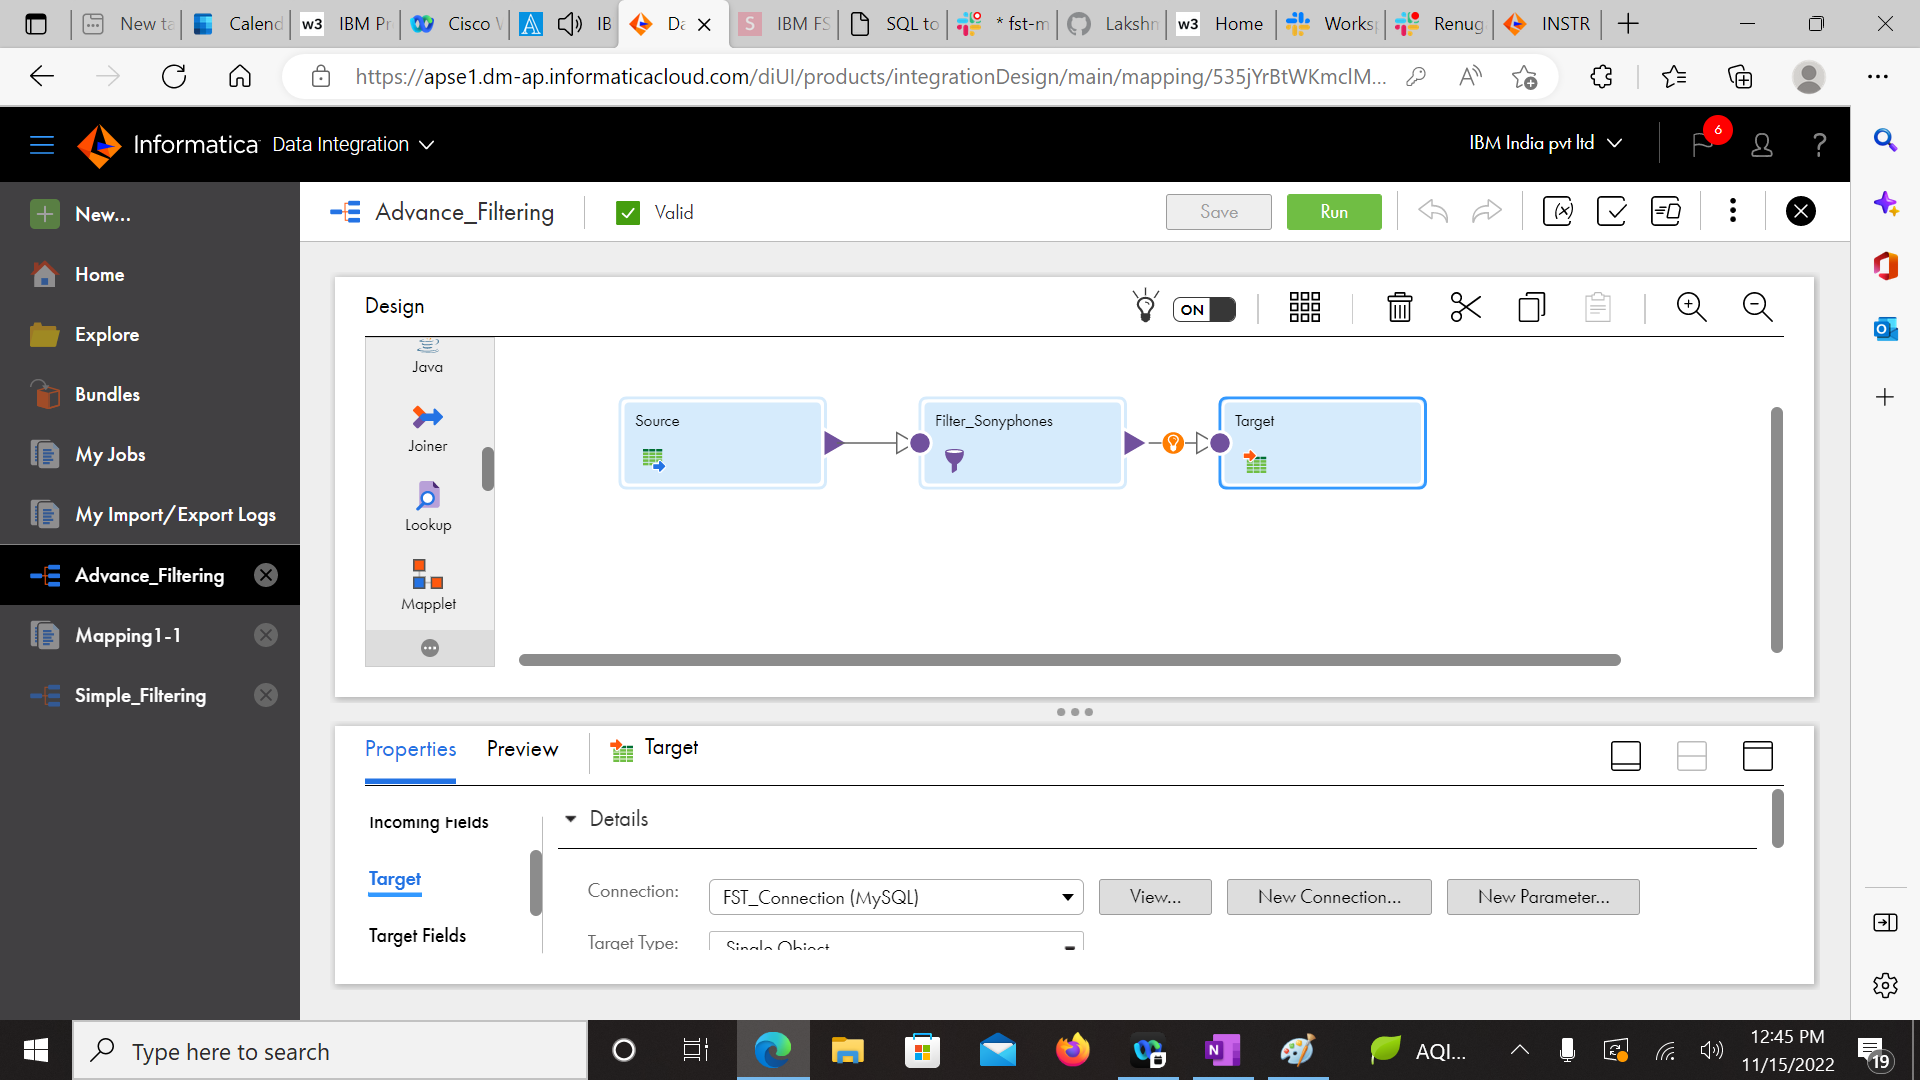 New ta
Calend
w3 IBM Pr
Cisco W
IB
Da
S IBM FS
SQL to
* fst-m
Lakshm
w3 Home
Worksp
Renug
INSTR
https://apse1.dm-ap.informaticacloud.com/diUI/products/integrationDesign/main/mapping/535jYrBtWKmclM...
Informatica Data Integration
IBM India pvt ltd
6
?
New...
Home
Explore
Bundles
My Jobs
My Import/Export Logs
Advance_Filtering
Mapping1-1
Simple_Filtering
Advance_Filtering
Valid
Save
Run
Design
ON
Java
Joiner
Lookup
Mapplet
Source
Filter_Sonyphones
Target
Properties
Preview
Target
Incoming Fields
Target
Target Fields
Details
Connection:
FST_Connection (MySQL)
View...
New Connection...
New Parameter...
Target Type:
Single Object
Type here to search
AQI...
12:45 PM
11/15/2022
19